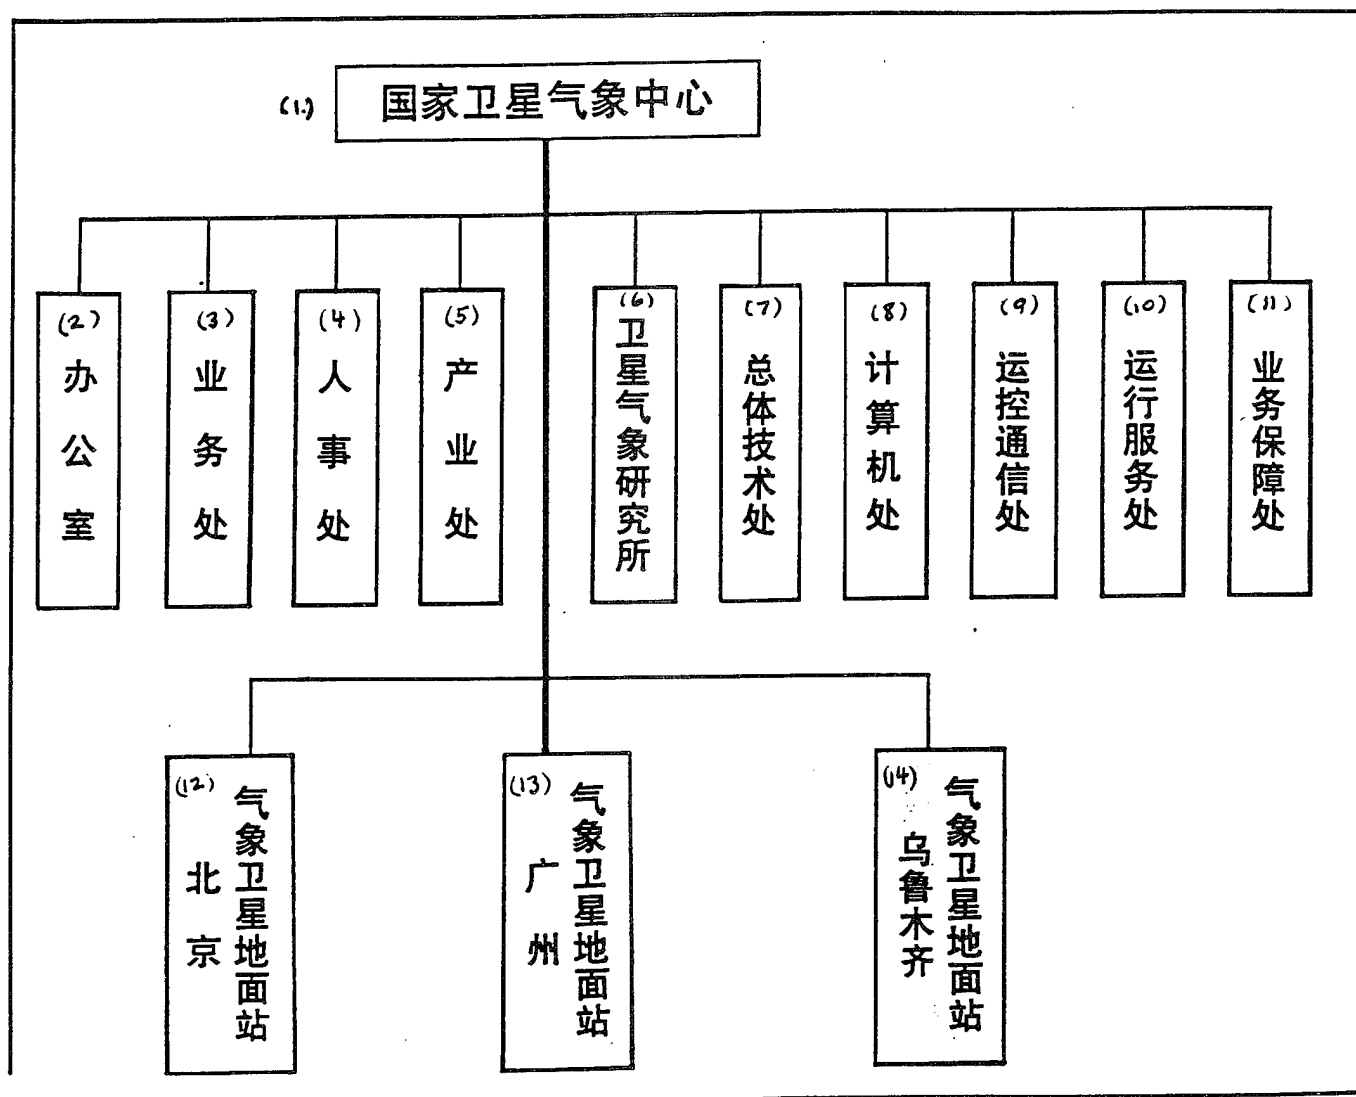 (1.) 国家卫星气象中心
(2) 办公室
(3) 业务处
(4) 人事处
(5) 产业处
(6) 卫星气象研究所
(7) 总体技术处
(8) 计算机处
(9) 运控通信处
(10) 运行服务处
(11) 业务保障处
(12) 北京 气象卫星地面站
(13) 广州 气象卫星地面站
(14) 乌鲁木齐 气象卫星地面站